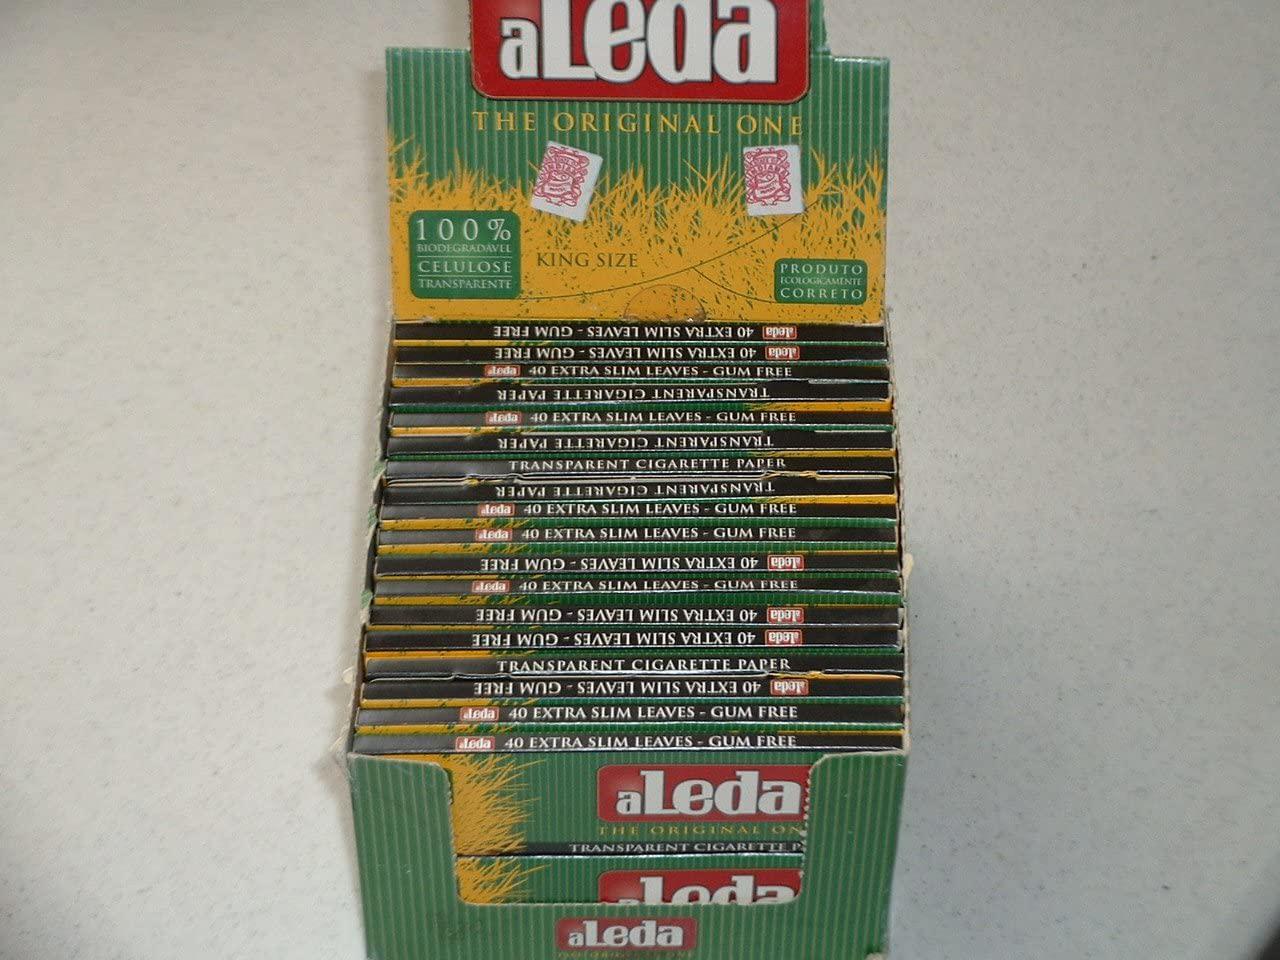 aLeda
THE ORIGINAL ONE
100%
BIODEGRADÁVEL
CELULOSE
TRANSPARENTE
KING SIZE
PRODUTO
ECOLOGICAMENTE
CORRETO
aLeda 40 EXTRA SLIM LEAVES - GUM FREE
aLeda 40 EXTRA SLIM LEAVES - GUM FREE
aLeda 40 EXTRA SLIM LEAVES - GUM FREE
TRANSPARENT CIGARETTE PAPER
aLeda 40 EXTRA SLIM LEAVES - GUM FREE
TRANSPARENT CIGARETTE PAPER
TRANSPARENT CIGARETTE PAPER
TRANSPARENT CIGARETTE PAPER
aLeda 40 EXTRA SLIM LEAVES - GUM FREE
aLeda 40 EXTRA SLIM LEAVES - GUM FREE
aLeda 40 EXTRA SLIM LEAVES - GUM FREE
aLeda 40 EXTRA SLIM LEAVES - GUM FREE
aLeda 40 EXTRA SLIM LEAVES - GUM FREE
aLeda 40 EXTRA SLIM LEAVES - GUM FREE
TRANSPARENT CIGARETTE PAPER
aLeda 40 EXTRA SLIM LEAVES - GUM FREE
aLeda 40 EXTRA SLIM LEAVES - GUM FREE
aLeda 40 EXTRA SLIM LEAVES - GUM FREE
aLeda
THE ORIGINAL ON
TRANSPARENT CIGARETTE P
aLeda
aLeda